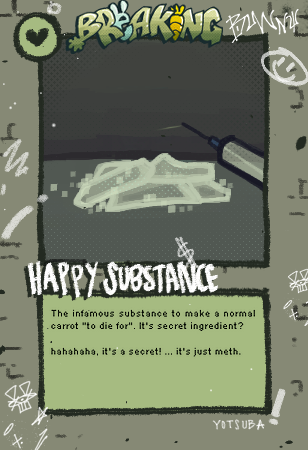 BREAKING
BUNNY
HAPPY SUBSTANCE
The infamous substance to make a normal
carrot "to die for". It's secret ingredient?
.
hahahaha, it's a secret! ... it's just meth.
YOTSUBA